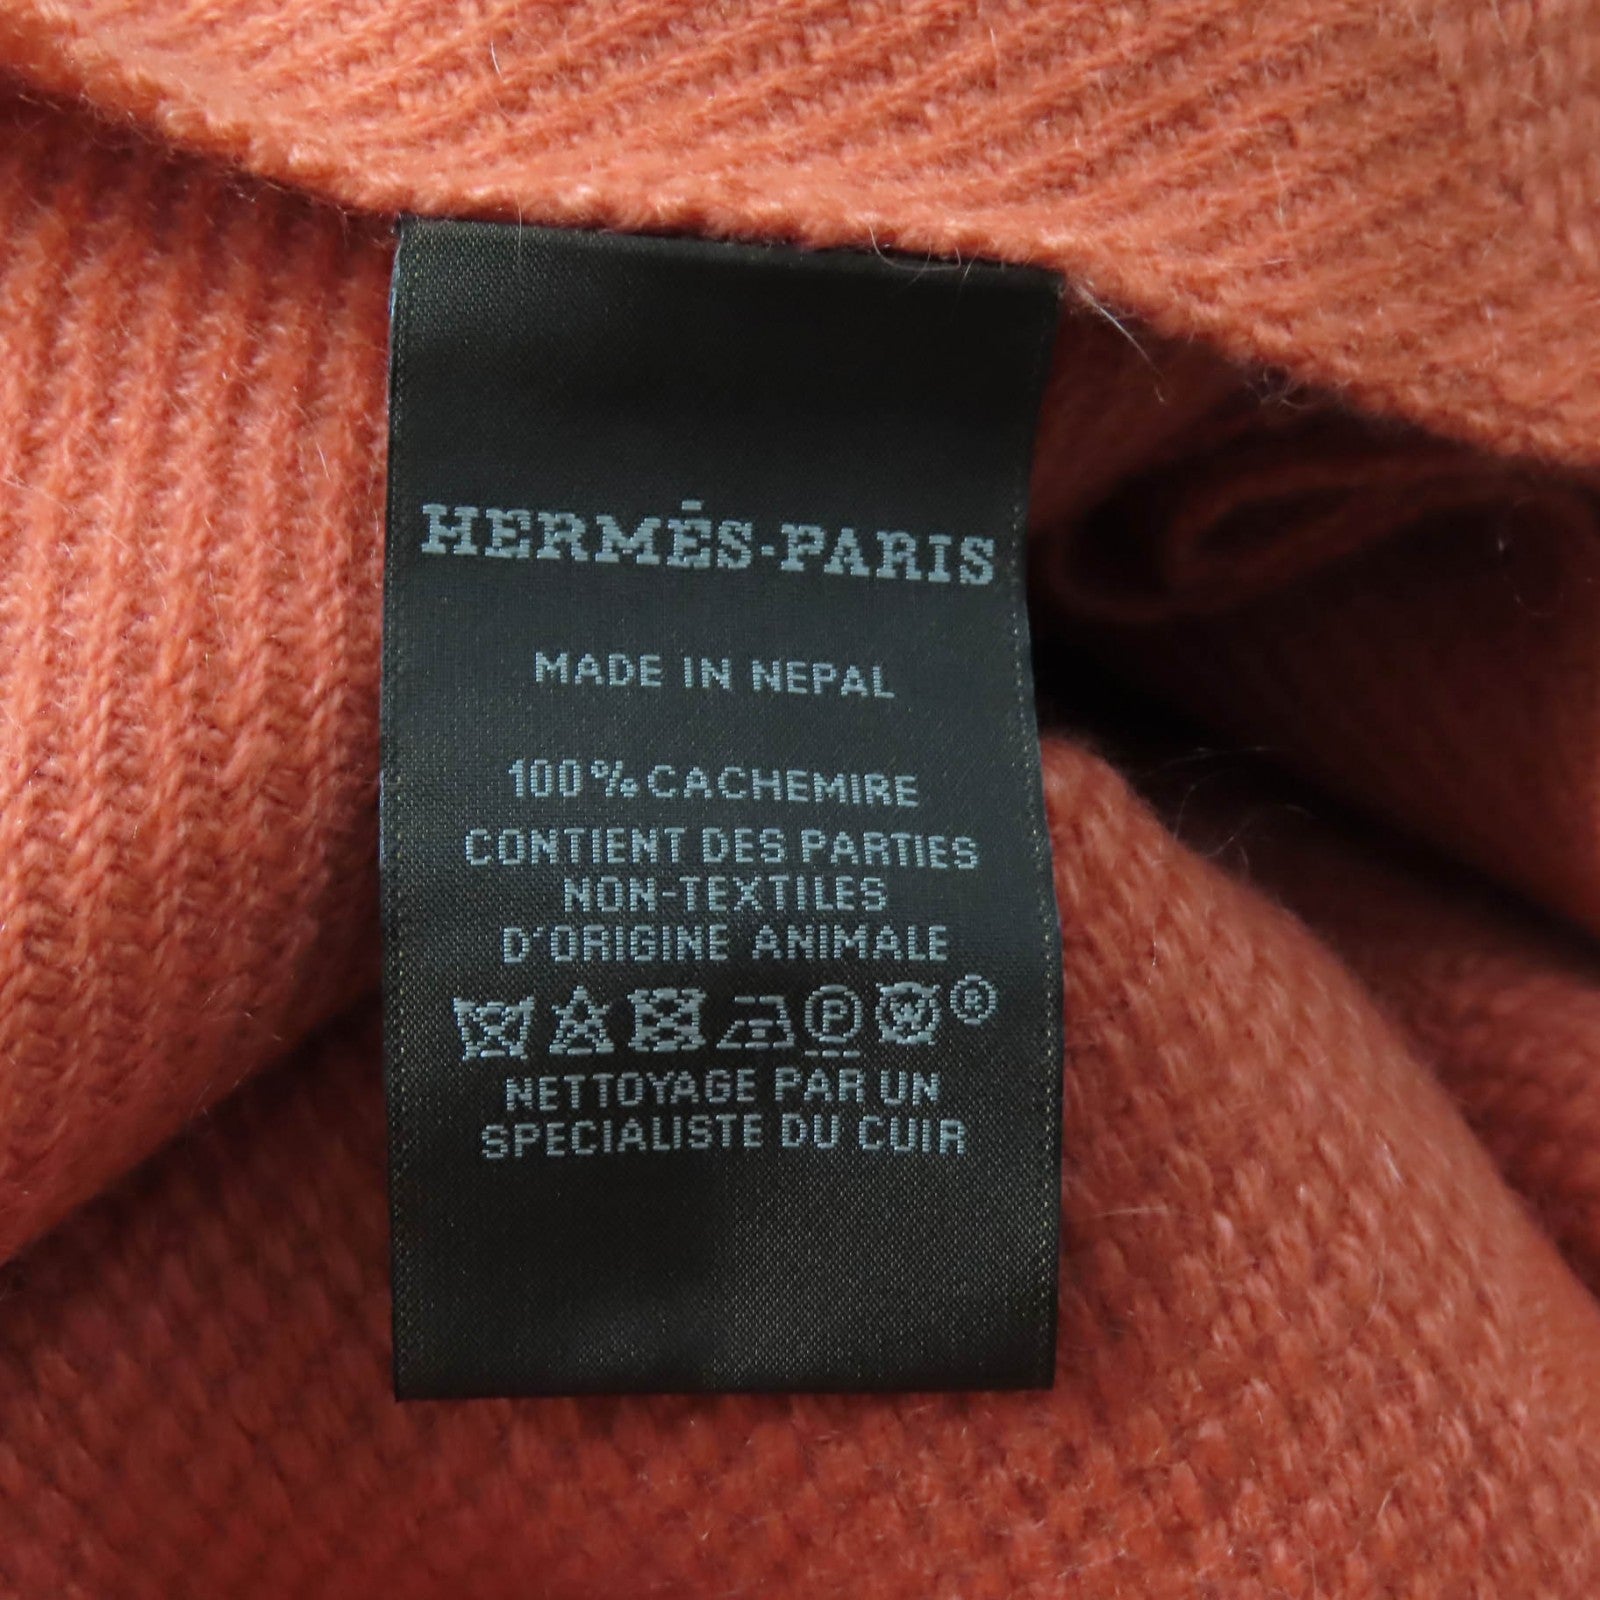 HERMÈS-PARIS
MADE IN NEPAL
100% CACHEMIRE
CONTIENT DES PARTIES
NON-TEXTILES
D'ORIGINE ANIMALE
P ®
NETTOYAGE PAR UN
SPECIALISTE DU CUIR